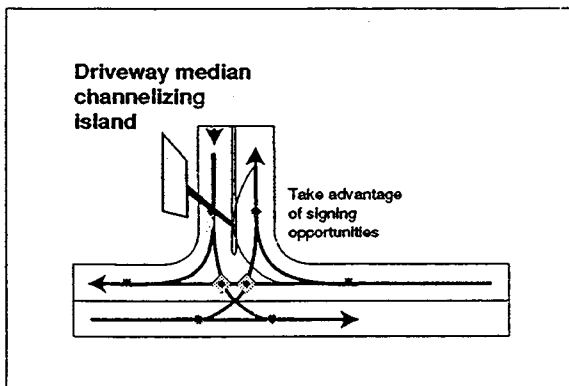 Driveway median
channelizing
island
Take advantage
of signing
opportunities